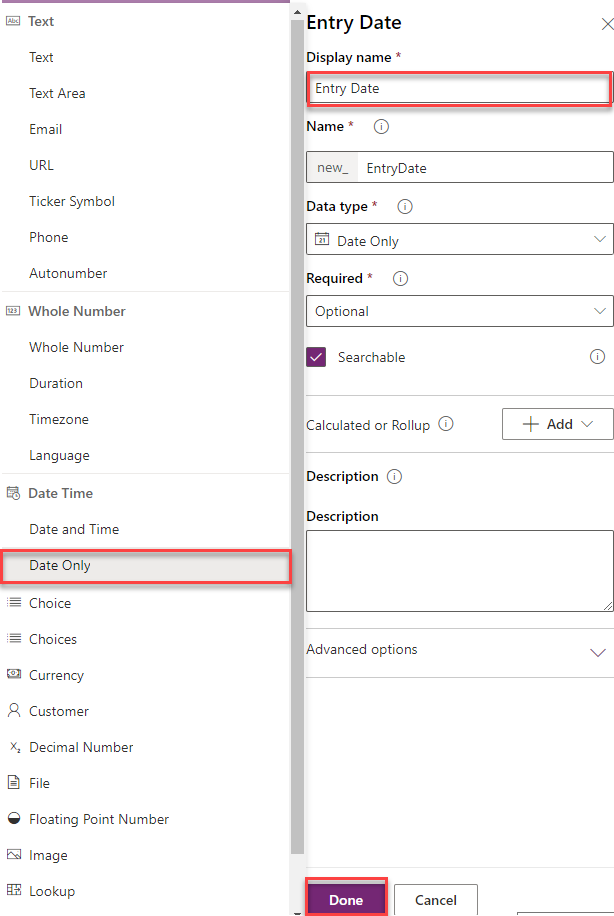 Abc Text
Text
Text Area
Email
URL
Ticker Symbol
Phone
Autonumber
123 Whole Number
Whole Number
Duration
Timezone
Language
Date Time
Date and Time
Date Only
Choice
Choices
Currency
Customer
X₂ Decimal Number
File
Floating Point Number
Image
Lookup
Entry Date
Display name *
Entry Date
Name *
new_ EntryDate
Data type *
21 Date Only
Required *
Optional
Searchable
Calculated or Rollup
Add
Description
Description
Advanced options
Done Cancel